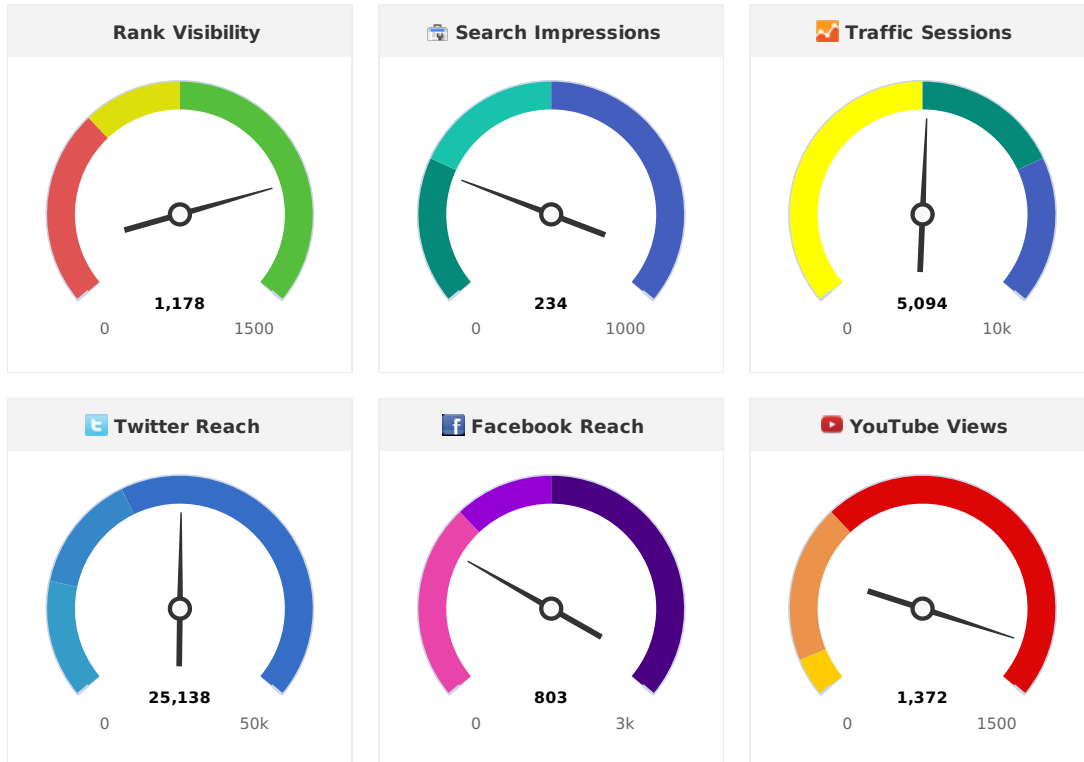 Rank Visibility
1,178
0 1500
Search Impressions
234
0 1000
Traffic Sessions
5,094
0 10k
Twitter Reach
25,138
0 50k
Facebook Reach
803
0 3k
YouTube Views
1,372
0 1500